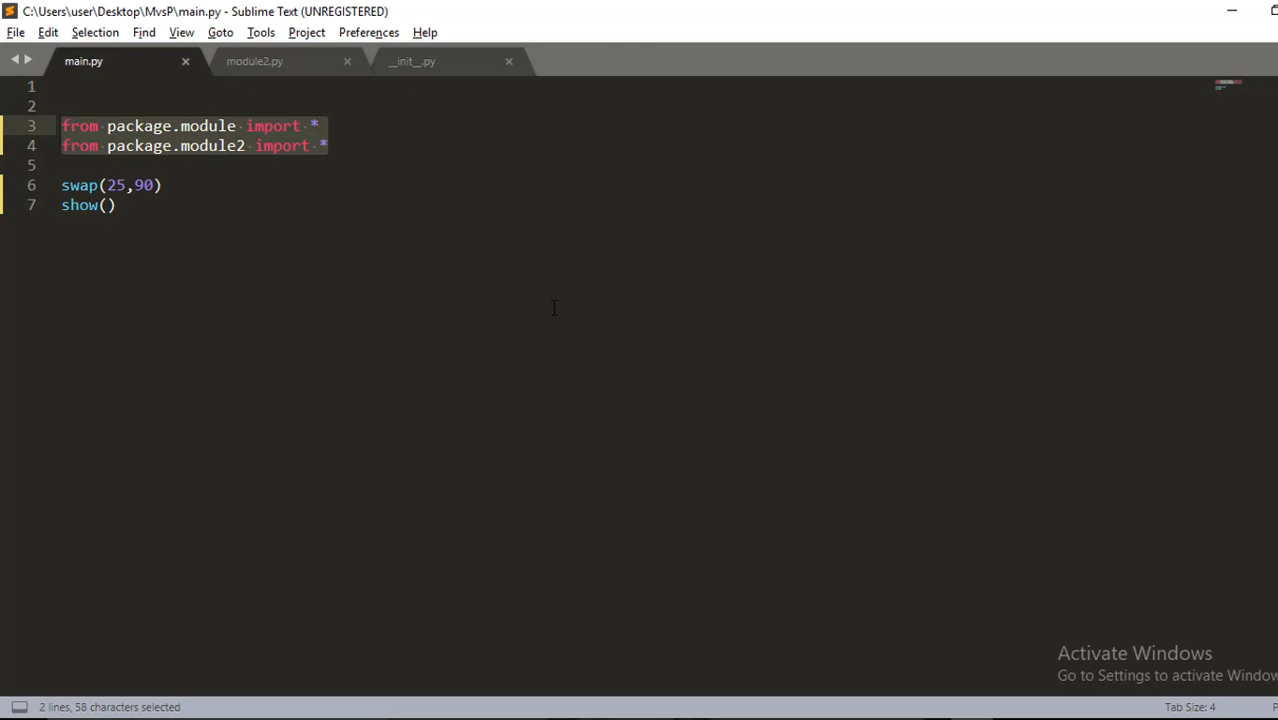 C:\Users\user\Desktop\MvsP\main.py - Sublime Text (UNREGISTERED)
File Edit Selection Find View Goto Tools Project Preferences Help
main.py module2.py __init__.py
1
2
3 from package.module import *
4 from package.module2 import *
5
6 swap(25,90)
7 show()
Activate Windows
Go to Settings to activate Window
2 lines, 58 characters selected Tab Size: 4